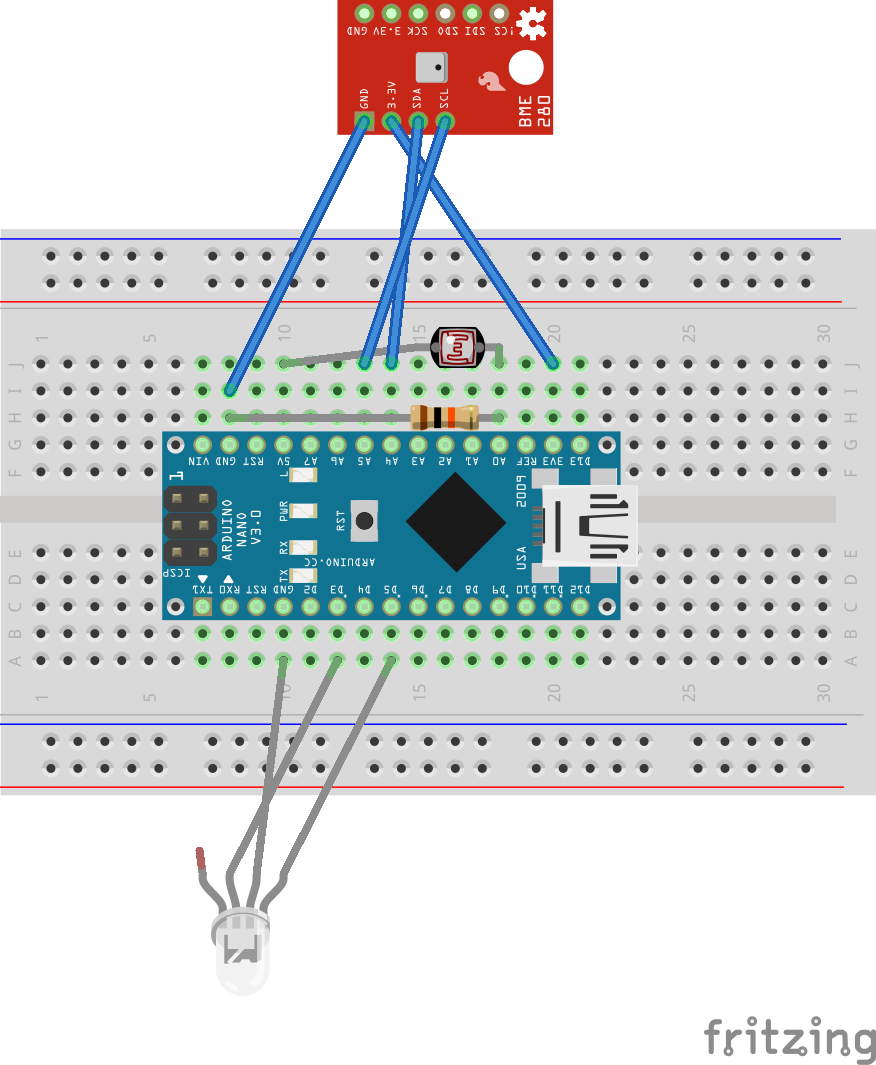 GND 3.3V SCK SDO SDI !CS
GND 3.3V SDA SCL
BME
280
1 5 10 15 20 25 30
J J
I I
H H
G G
F F
VIN GND RST 5V A7 A6 A5 A4 A3 A2 A1 A0 REF 3V3 D13
1
L
PWR
RX
TX
RST
ARDUINO
NANO
V3.0
ARDUINO.CC
ICSP
USA
TX1 RX0 RST GND D2 D3* D4 D5* D6* D7 D8 D9* D10* D11* D12
E E
D D
C C
B B
A A
1 5 10 15 20 25 30
fritzing